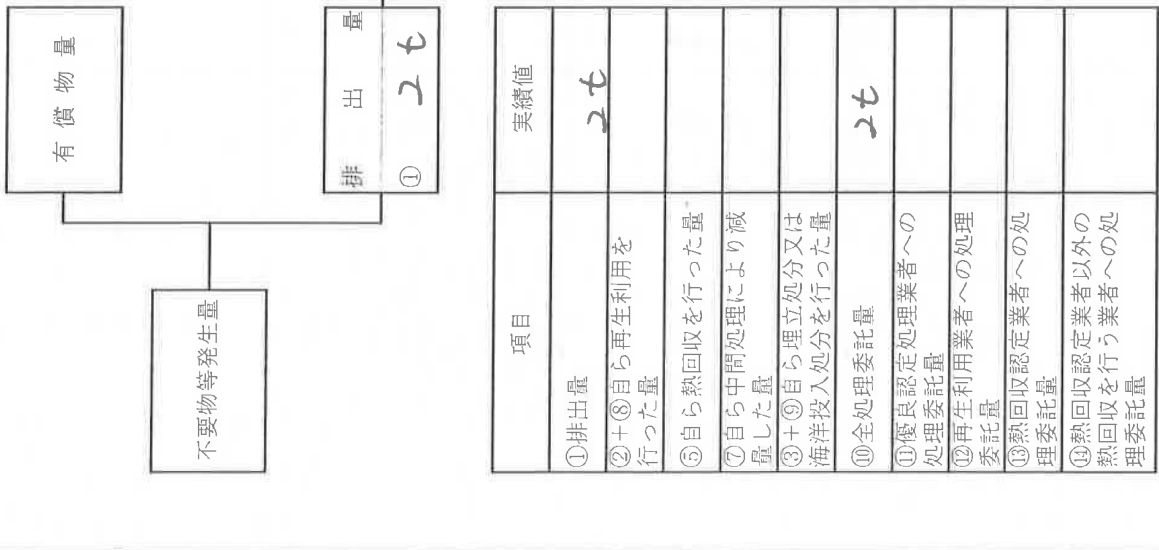 有償物量
不要物等発生量
排出量
① 2t
項目 実績値
①排出量 2t
②+⑧自ら再生利用を
行った量
⑤自ら熱回収を行った量
⑦自ら中間処理により減
量した量
③+⑨自ら埋立処分又は
海洋投入処分を行った量
⑩全処理委託量 2t
⑪優良認定処理業者への
処理委託量
⑫再生利用業者への処理
委託量
⑬熱回収認定業者への処
理委託量
⑭熱回収認定業者以外の
熱回収を行う業者への処
理委託量